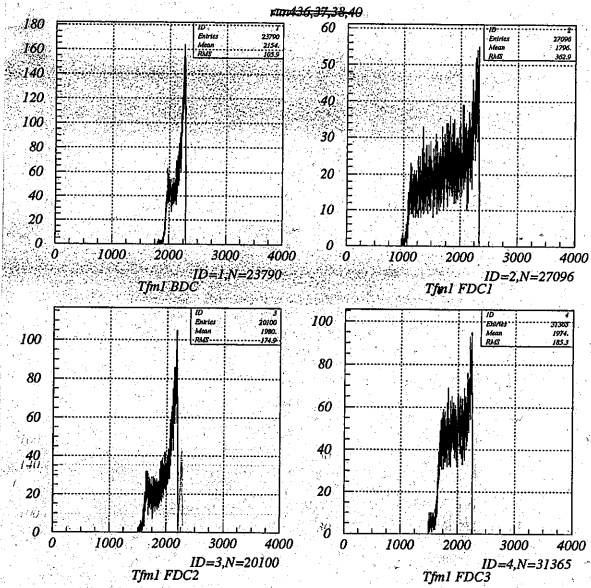 run436,37,38,40
180
160
140
120
100
80
60
40
20
0
ID 1
Entries 23790
Mean 2154.
RMS 105.9
0 1000 2000 3000 4000
ID=1,N=23790
Tfm1 BDC
60
50
40
30
20
10
0
ID 2
Entries 27096
Mean 1796.
RMS 362.9
0 1000 2000 3000 4000
ID=2,N=27096
Tfm1 FDC1
100
80
60
40
20
0
ID 3
Entries 20100
Mean 1980.
RMS 174.9
0 1000 2000 3000 4000
ID=3,N=20100
Tfm1 FDC2
100
80
60
40
20
0
ID 4
Entries 31365
Mean 1974.
RMS 185.3
0 1000 2000 3000 4000
ID=4,N=31365
Tfm1 FDC3